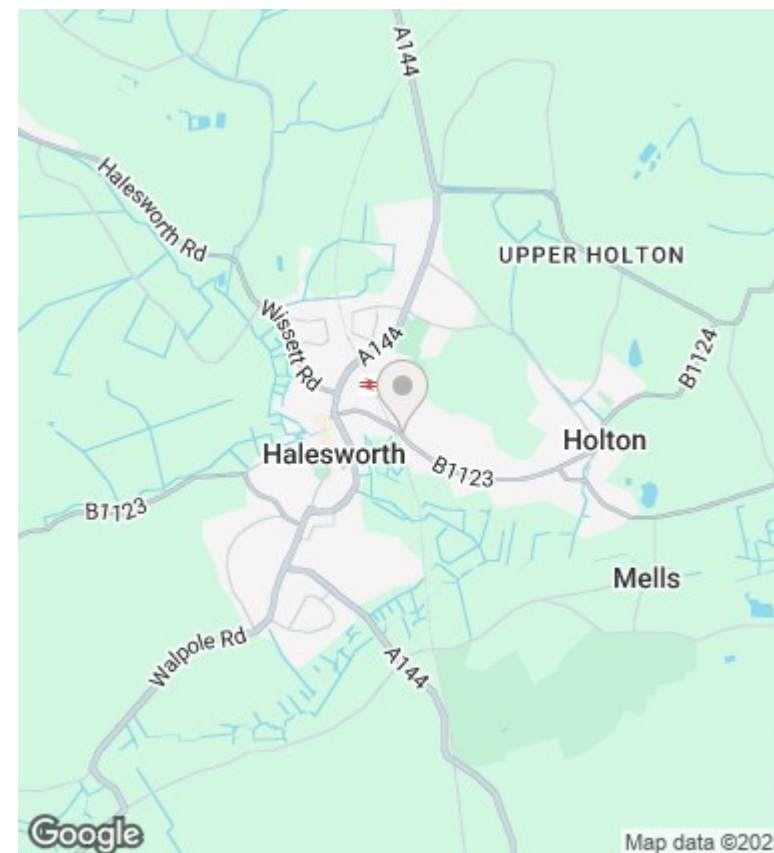 A144
Halesworth Rd
UPPER HOLTON
Wissett Rd
A144
B1124
Halesworth
Holton
B1123
B1123
Mells
Walpole Rd
A144
Google
Map data ©202